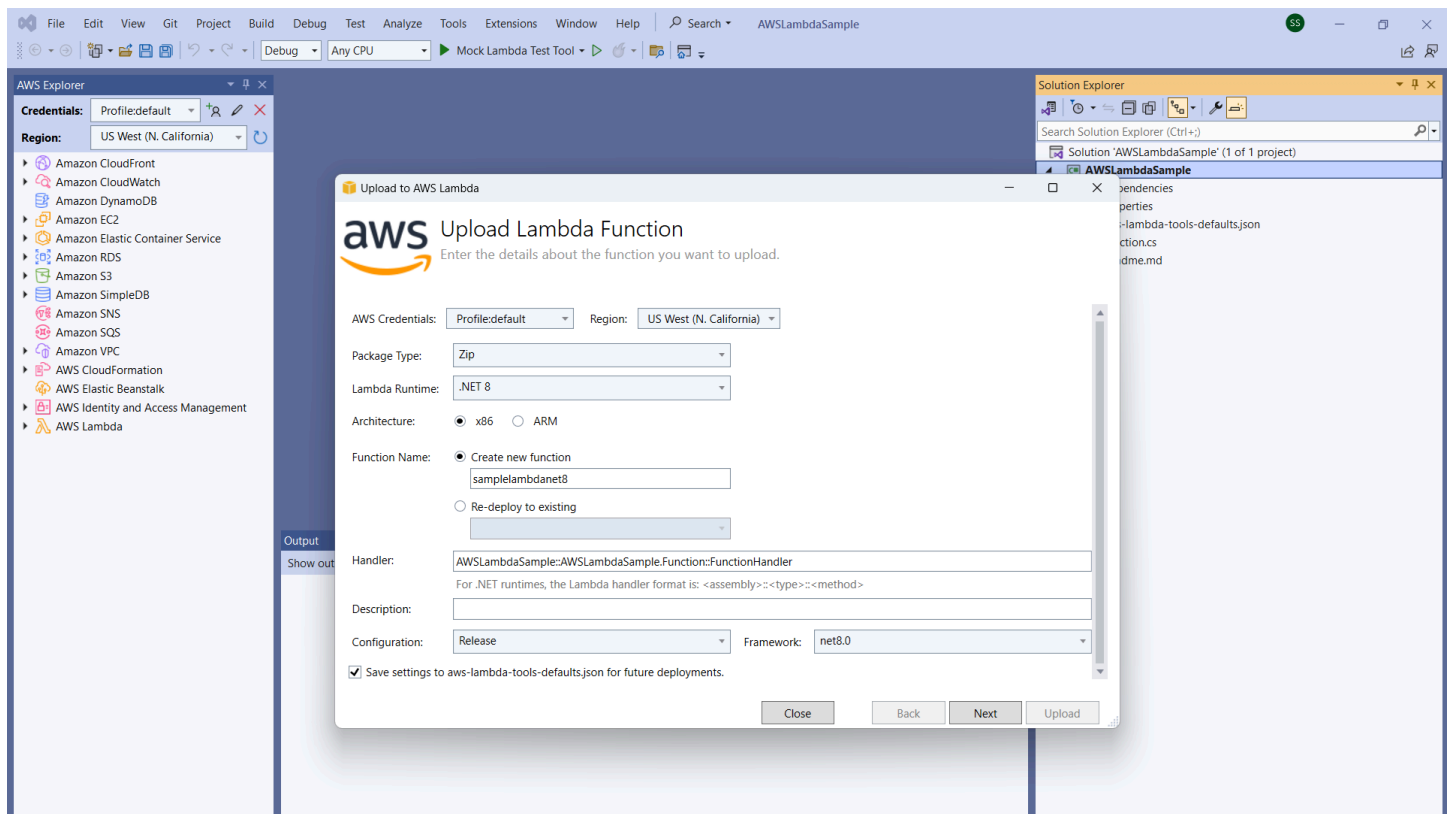 File Edit View Git Project Build Debug Test Analyze Tools Extensions Window Help Search AWSLambdaSample SS
Debug Any CPU Mock Lambda Test Tool
AWS Explorer
Credentials: Profile:default
Region: US West (N. California)
Amazon CloudFront
Amazon CloudWatch
Amazon DynamoDB
Amazon EC2
Amazon Elastic Container Service
Amazon RDS
Amazon S3
Amazon SimpleDB
Amazon SNS
Amazon SQS
Amazon VPC
AWS CloudFormation
AWS Elastic Beanstalk
AWS Identity and Access Management
AWS Lambda
Output
Show out
Upload to AWS Lambda
aws
Upload Lambda Function
Enter the details about the function you want to upload.
AWS Credentials: Profile:default Region: US West (N. California)
Package Type: Zip
Lambda Runtime: .NET 8
Architecture: x86 ARM
Function Name: Create new function
samplelambdanet8
Re-deploy to existing
Handler: AWSLambdaSample::AWSLambdaSample.Function::FunctionHandler
For .NET runtimes, the Lambda handler format is: <assembly>::<type>::<method>
Description:
Configuration: Release Framework: net8.0
Save settings to aws-lambda-tools-defaults.json for future deployments.
Close Back Next Upload
Solution Explorer
Search Solution Explorer (Ctrl+;)
Solution 'AWSLambdaSample' (1 of 1 project)
AWSLambdaSample
pendencies
perties
s-lambda-tools-defaults.json
ction.cs
dme.md